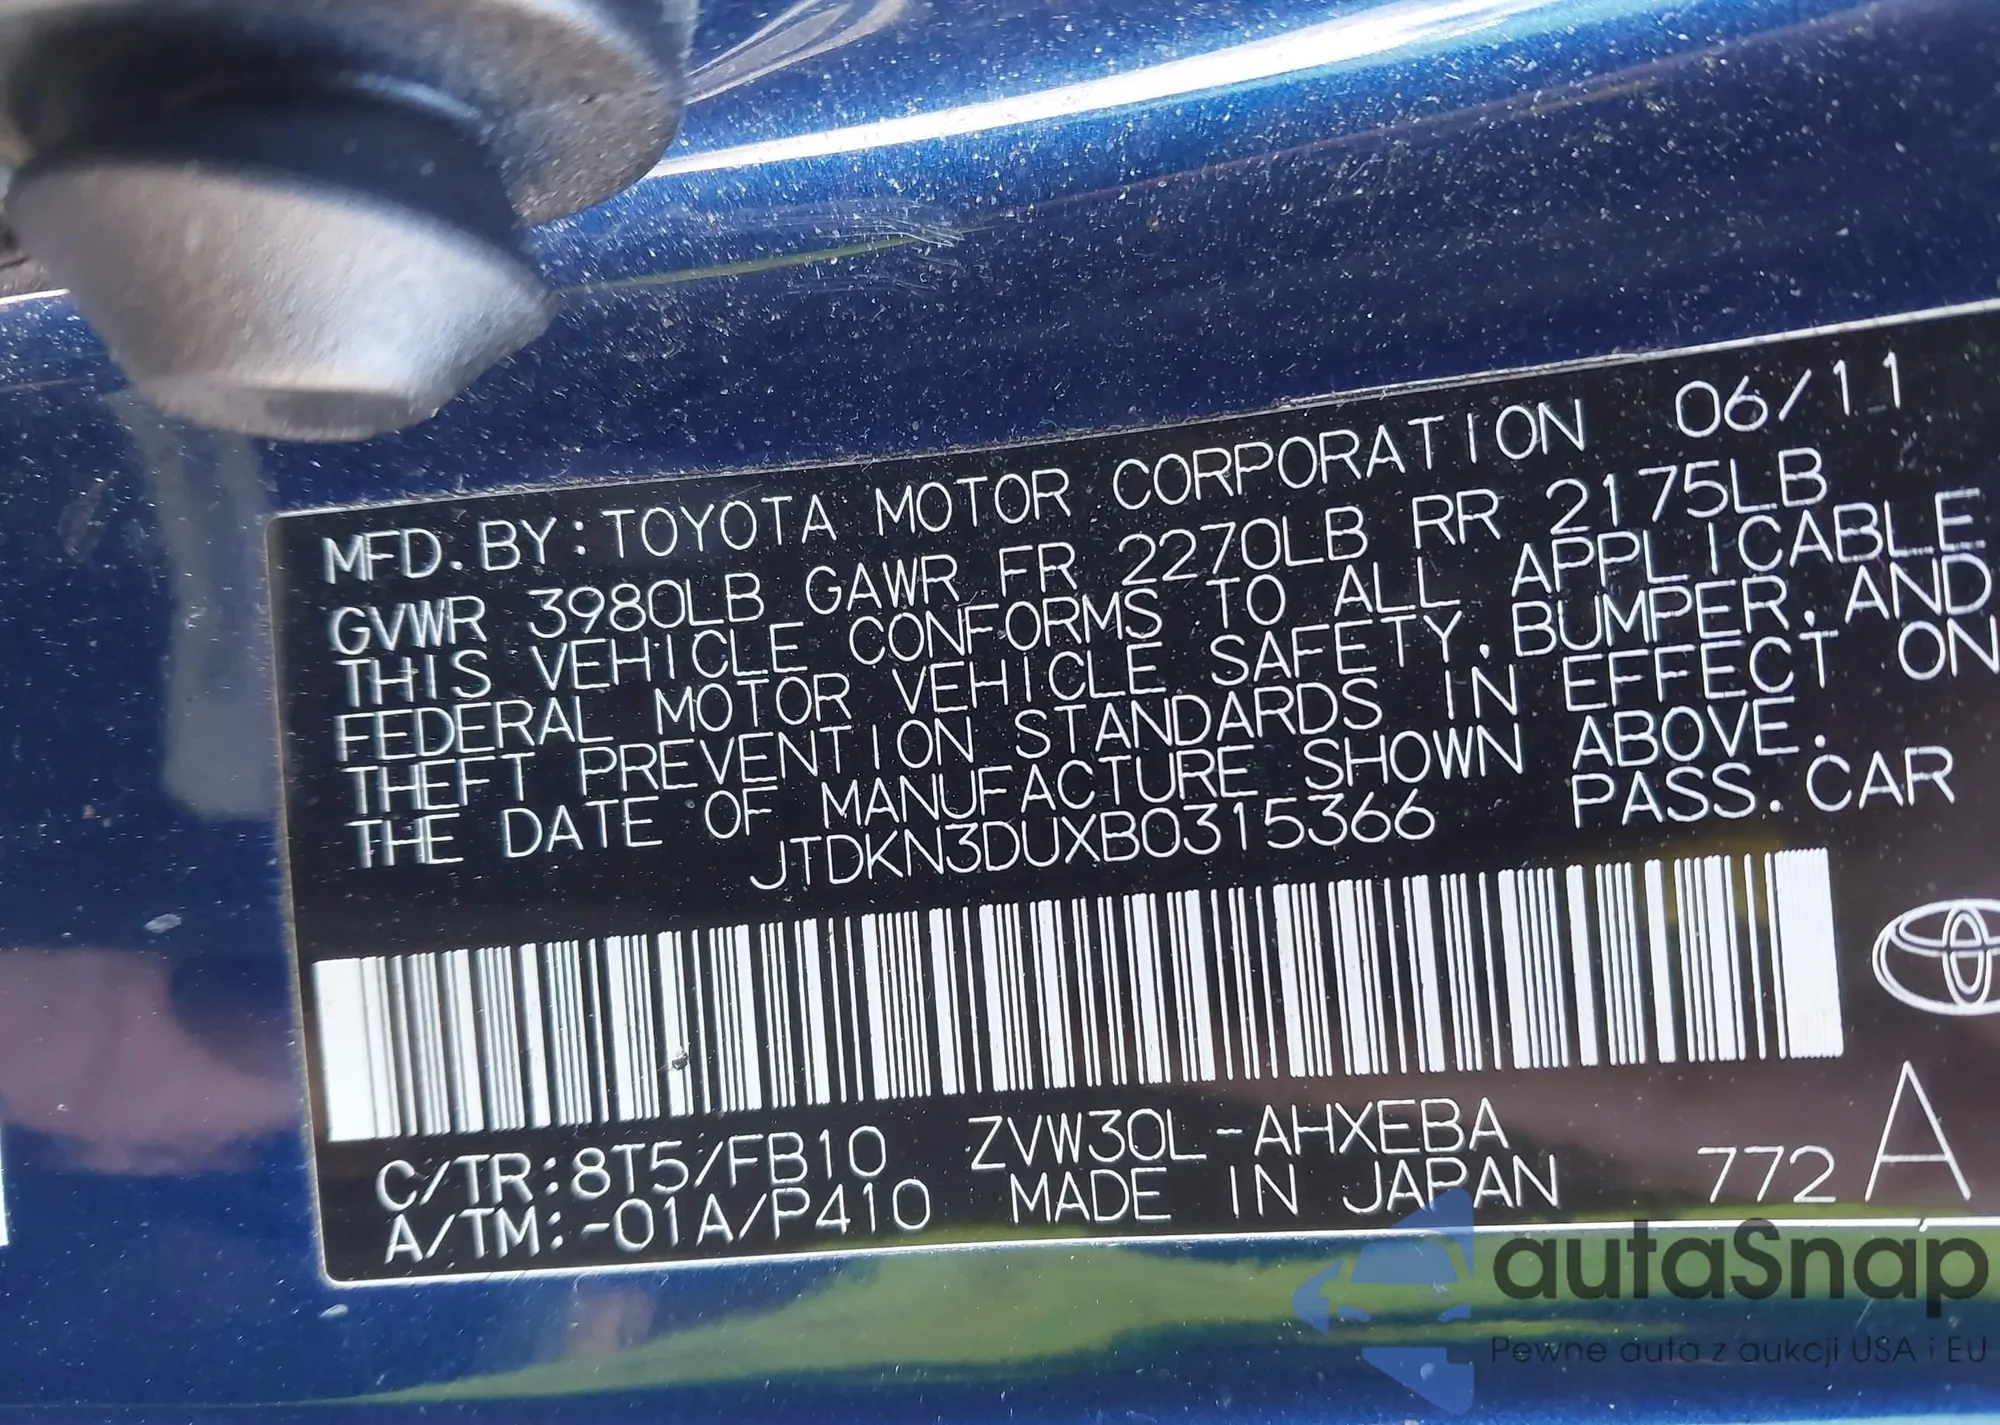 MFD. BY: TOYOTA MOTOR CORPORATION 06/11
GVWR 3980LB GAWR FR 2270LB RR 2175LB
THIS VEHICLE CONFORMS TO ALL APPLICABLE
FEDERAL MOTOR VEHICLE SAFETY, BUMPER, AND
THEFT PREVENTION STANDARDS IN EFFECT ON
THE DATE OF MANUFACTURE SHOWN ABOVE.
JTDKN3DUXB0315366 PASS. CAR
C/TR: 8T5/FB10 ZVW30L-AHXEBA
A/TM: -01A/P410 MADE IN JAPAN 772 A
autaSnap
Pewne auta z aukcji USA i EU